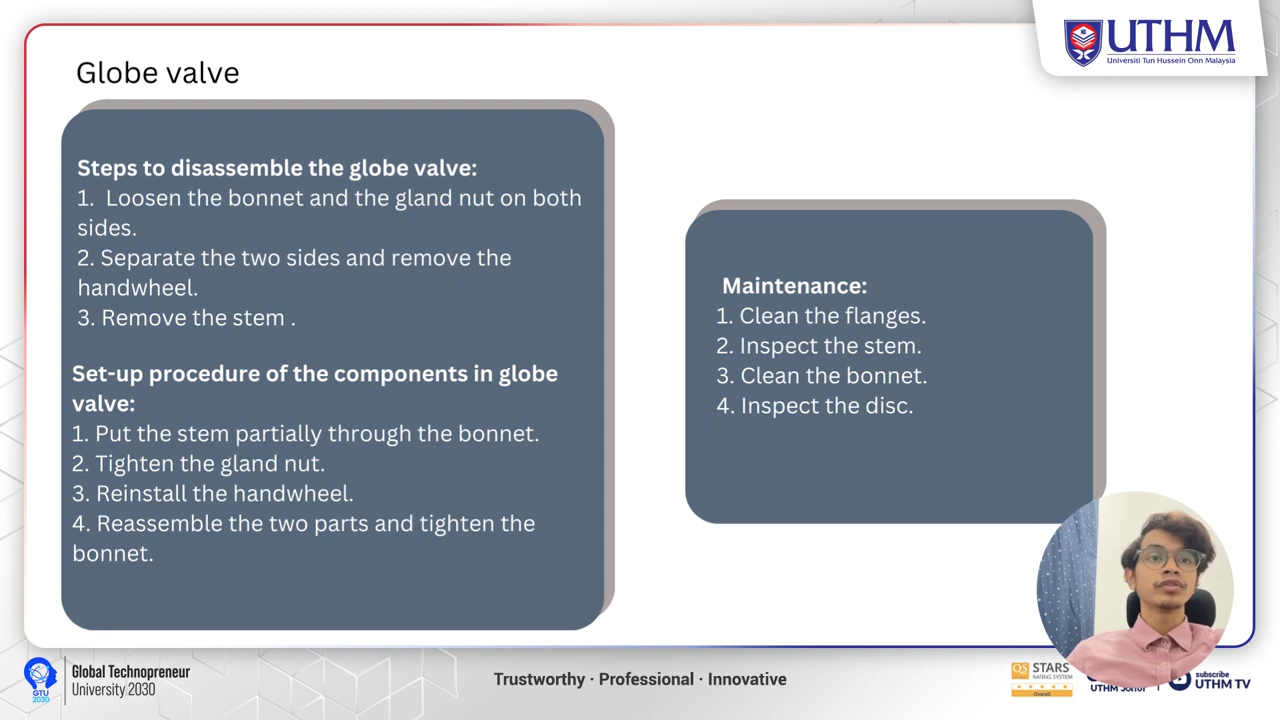 UTHM
Universiti Tun Hussein Onn Malaysia
Globe valve
Steps to disassemble the globe valve:
1. Loosen the bonnet and the gland nut on both
sides.
2. Separate the two sides and remove the
handwheel.
3. Remove the stem .
Set-up procedure of the components in globe
valve:
1. Put the stem partially through the bonnet.
2. Tighten the gland nut.
3. Reinstall the handwheel.
4. Reassemble the two parts and tighten the
bonnet.
Maintenance:
1. Clean the flanges.
2. Inspect the stem.
3. Clean the bonnet.
4. Inspect the disc.
GTU
2030
Global Technopreneur
University 2030
Trustworthy · Professional · Innovative
QS STARS
RATING SYSTEM
Overall
UTHM Johor
subscribe
UTHM TV